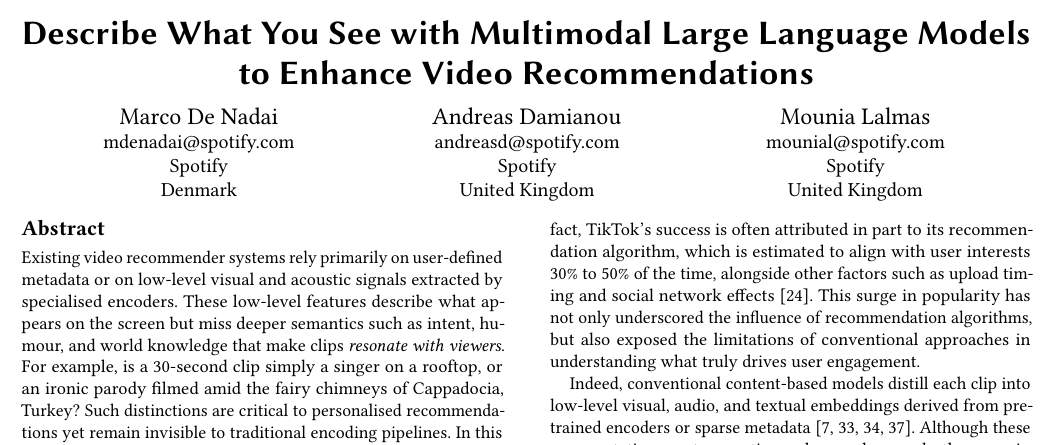 Describe What You See with Multimodal Large Language Models
to Enhance Video Recommendations
Marco De Nadai
mdenadai@spotify.com
Spotify
Denmark
Andreas Damianou
andreasd@spotify.com
Spotify
United Kingdom
Mounia Lalmas
mounial@spotify.com
Spotify
United Kingdom
Abstract
Existing video recommender systems rely primarily on user-defined
metadata or on low-level visual and acoustic signals extracted by
specialised encoders. These low-level features describe what ap-
pears on the screen but miss deeper semantics such as intent, hu-
mour, and world knowledge that make clips resonate with viewers.
For example, is a 30-second clip simply a singer on a rooftop, or
an ironic parody filmed amid the fairy chimneys of Cappadocia,
Turkey? Such distinctions are critical to personalised recommenda-
tions yet remain invisible to traditional encoding pipelines. In this
fact, TikTok's success is often attributed in part to its recommen-
dation algorithm, which is estimated to align with user interests
30% to 50% of the time, alongside other factors such as upload tim-
ing and social network effects [24]. This surge in popularity has
not only underscored the influence of recommendation algorithms,
but also exposed the limitations of conventional approaches in
understanding what truly drives user engagement.
Indeed, conventional content-based models distill each clip into
low-level visual, audio, and textual embeddings derived from pre-
trained encoders or sparse metadata [7, 33, 34, 37]. Although these